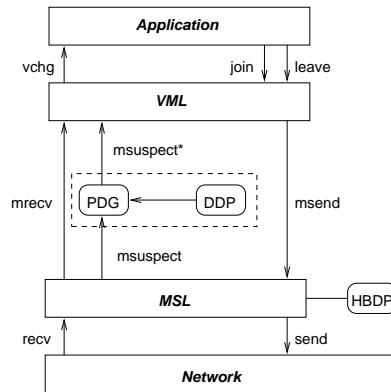 Application
vchg
join
leave
VML
msuspect*
mrecv
PDG
DDP
msend
msuspect
MSL
HBDP
recv
send
Network